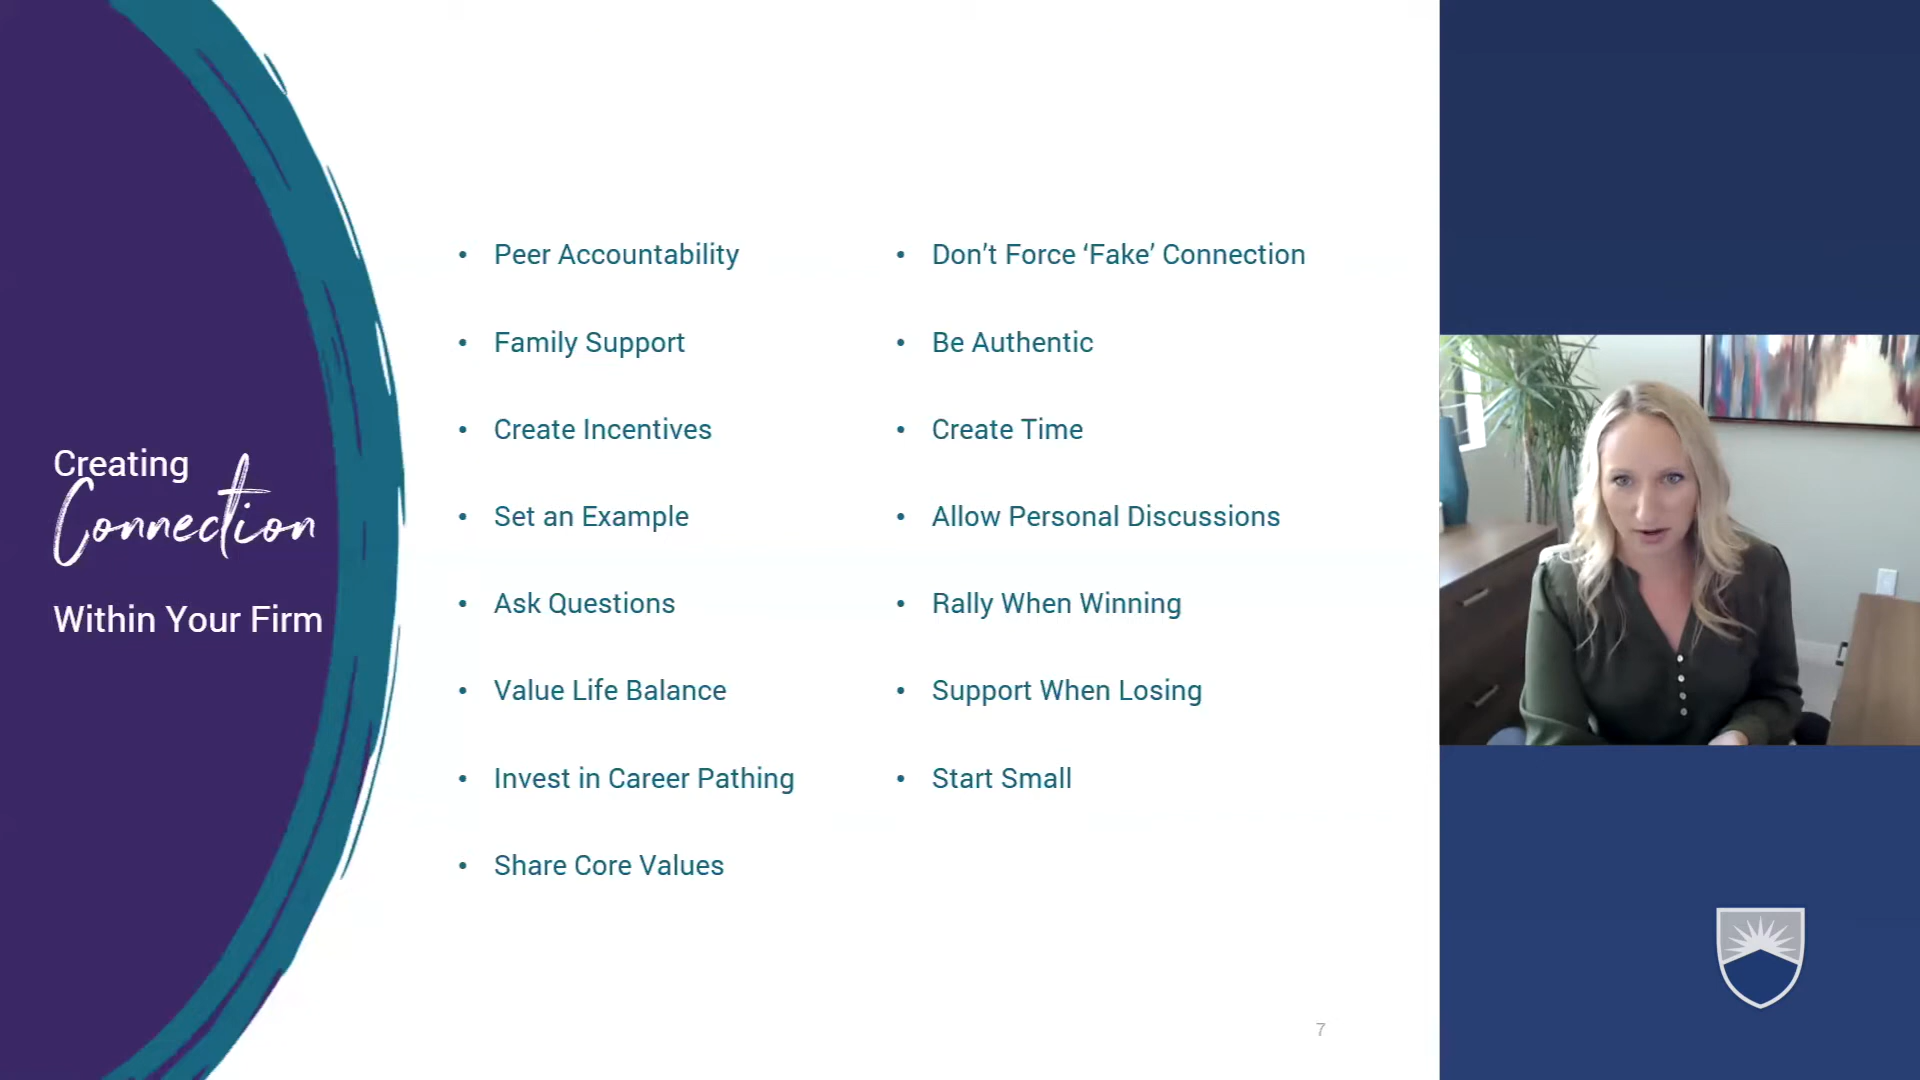 Creating
Connection
Within Your Firm
• Peer Accountability
• Family Support
• Create Incentives
• Set an Example
• Ask Questions
• Value Life Balance
• Invest in Career Pathing
• Share Core Values
• Don’t Force ‘Fake’ Connection
• Be Authentic
• Create Time
• Allow Personal Discussions
• Rally When Winning
• Support When Losing
• Start Small
7